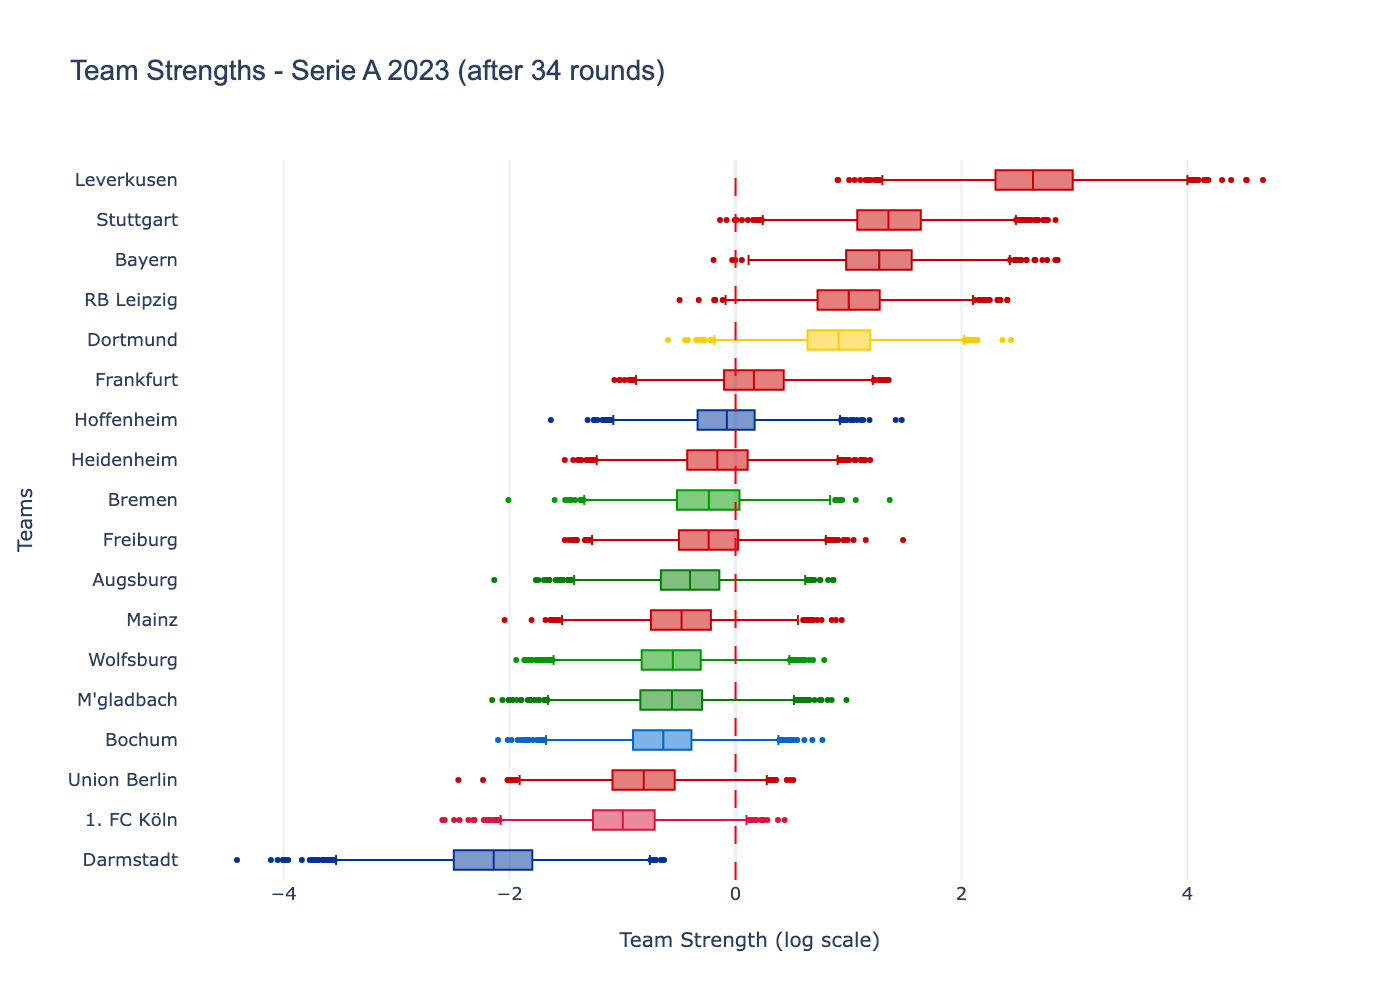 Team Strengths - Serie A 2023 (after 34 rounds)
Teams
Leverkusen
Stuttgart
Bayern
RB Leipzig
Dortmund
Frankfurt
Hoffenheim
Heidenheim
Bremen
Freiburg
Augsburg
Mainz
Wolfsburg
M'gladbach
Bochum
Union Berlin
1. FC Köln
Darmstadt
−4 −2 0 2 4
Team Strength (log scale)